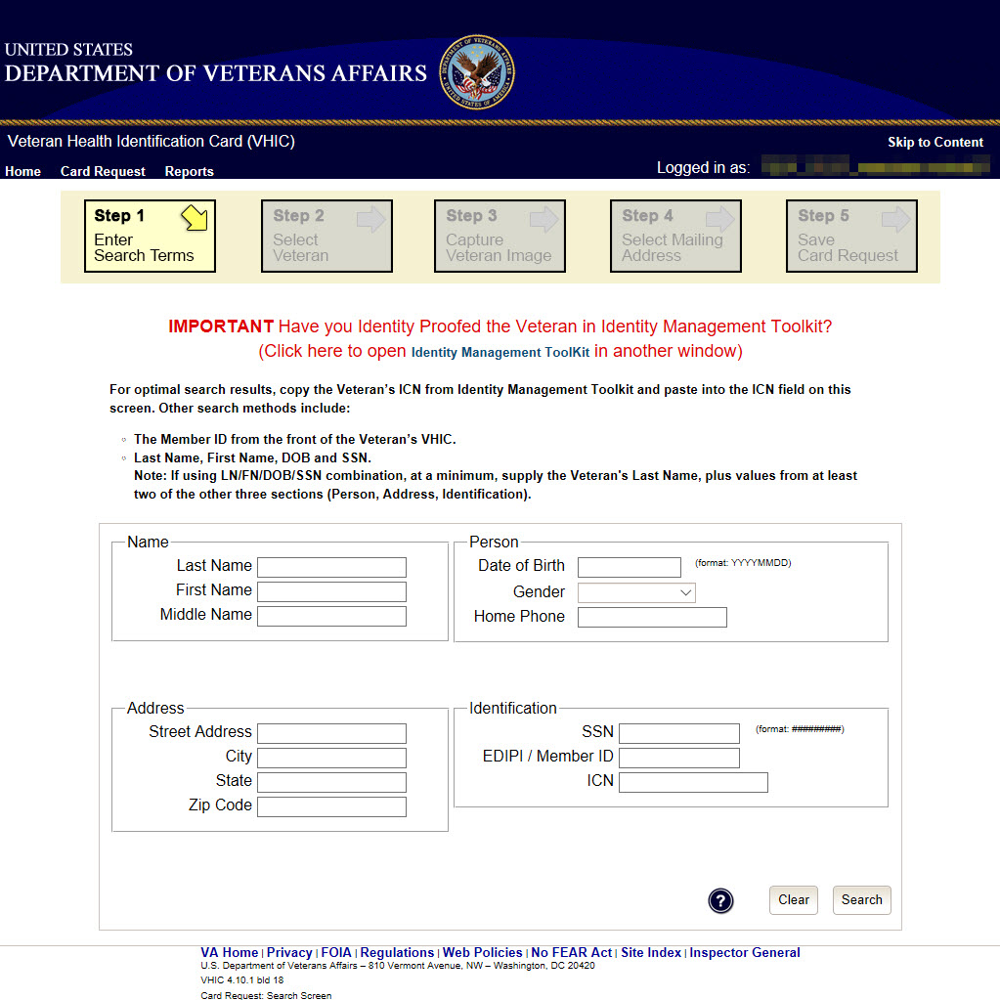 UNITED STATES
DEPARTMENT OF VETERANS AFFAIRS
DEPARTMENT OF VETERANS AFFAIRS
UNITED STATES OF AMERICA
Veteran Health Identification Card (VHIC)
Skip to Content
Home Card Request Reports
Logged in as:
Step 1
Enter
Search Terms
Step 2
Select
Veteran
Step 3
Capture
Veteran Image
Step 4
Select Mailing
Address
Step 5
Save
Card Request
IMPORTANT Have you Identity Proofed the Veteran in Identity Management Toolkit?
(Click here to open Identity Management ToolKit in another window)
For optimal search results, copy the Veteran’s ICN from Identity Management Toolkit and paste into the ICN field on this
screen. Other search methods include:
The Member ID from the front of the Veteran’s VHIC.
Last Name, First Name, DOB and SSN.
Note: If using LN/FN/DOB/SSN combination, at a minimum, supply the Veteran's Last Name, plus values from at least
two of the other three sections (Person, Address, Identification).
Name
Last Name
First Name
Middle Name
Person
Date of Birth (format: YYYYMMDD)
Gender
Home Phone
Address
Street Address
City
State
Zip Code
Identification
SSN (format: #########)
EDIPI / Member ID
ICN
?
Clear
Search
VA Home | Privacy | FOIA | Regulations | Web Policies | No FEAR Act | Site Index | Inspector General
U.S. Department of Veterans Affairs – 810 Vermont Avenue, NW – Washington, DC 20420
VHIC 4.10.1 bld 18
Card Request: Search Screen